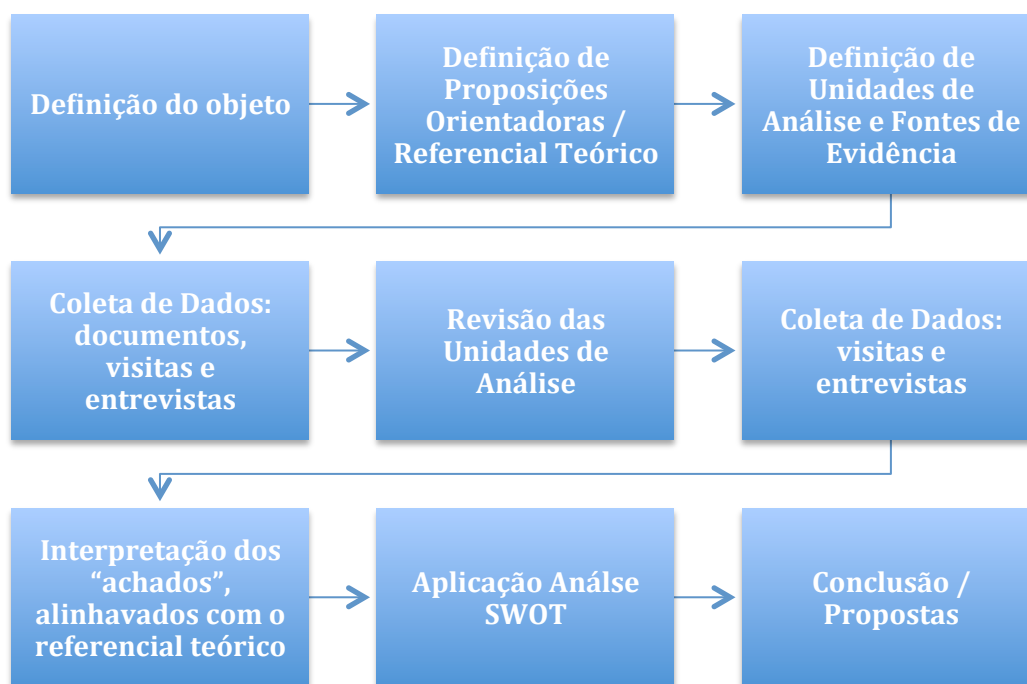 Definição do objeto
Definição de
Proposições
Orientadoras /
Referencial Teórico
Definição de
Unidades de
Análise e Fontes de
Evidência
Coleta de Dados:
documentos,
visitas e
entrevistas
Revisão das
Unidades de
Análise
Coleta de Dados:
visitas e
entrevistas
Interpretação dos
“achados”,
alinhavados com o
referencial teórico
Aplicação Análse
SWOT
Conclusão /
Propostas